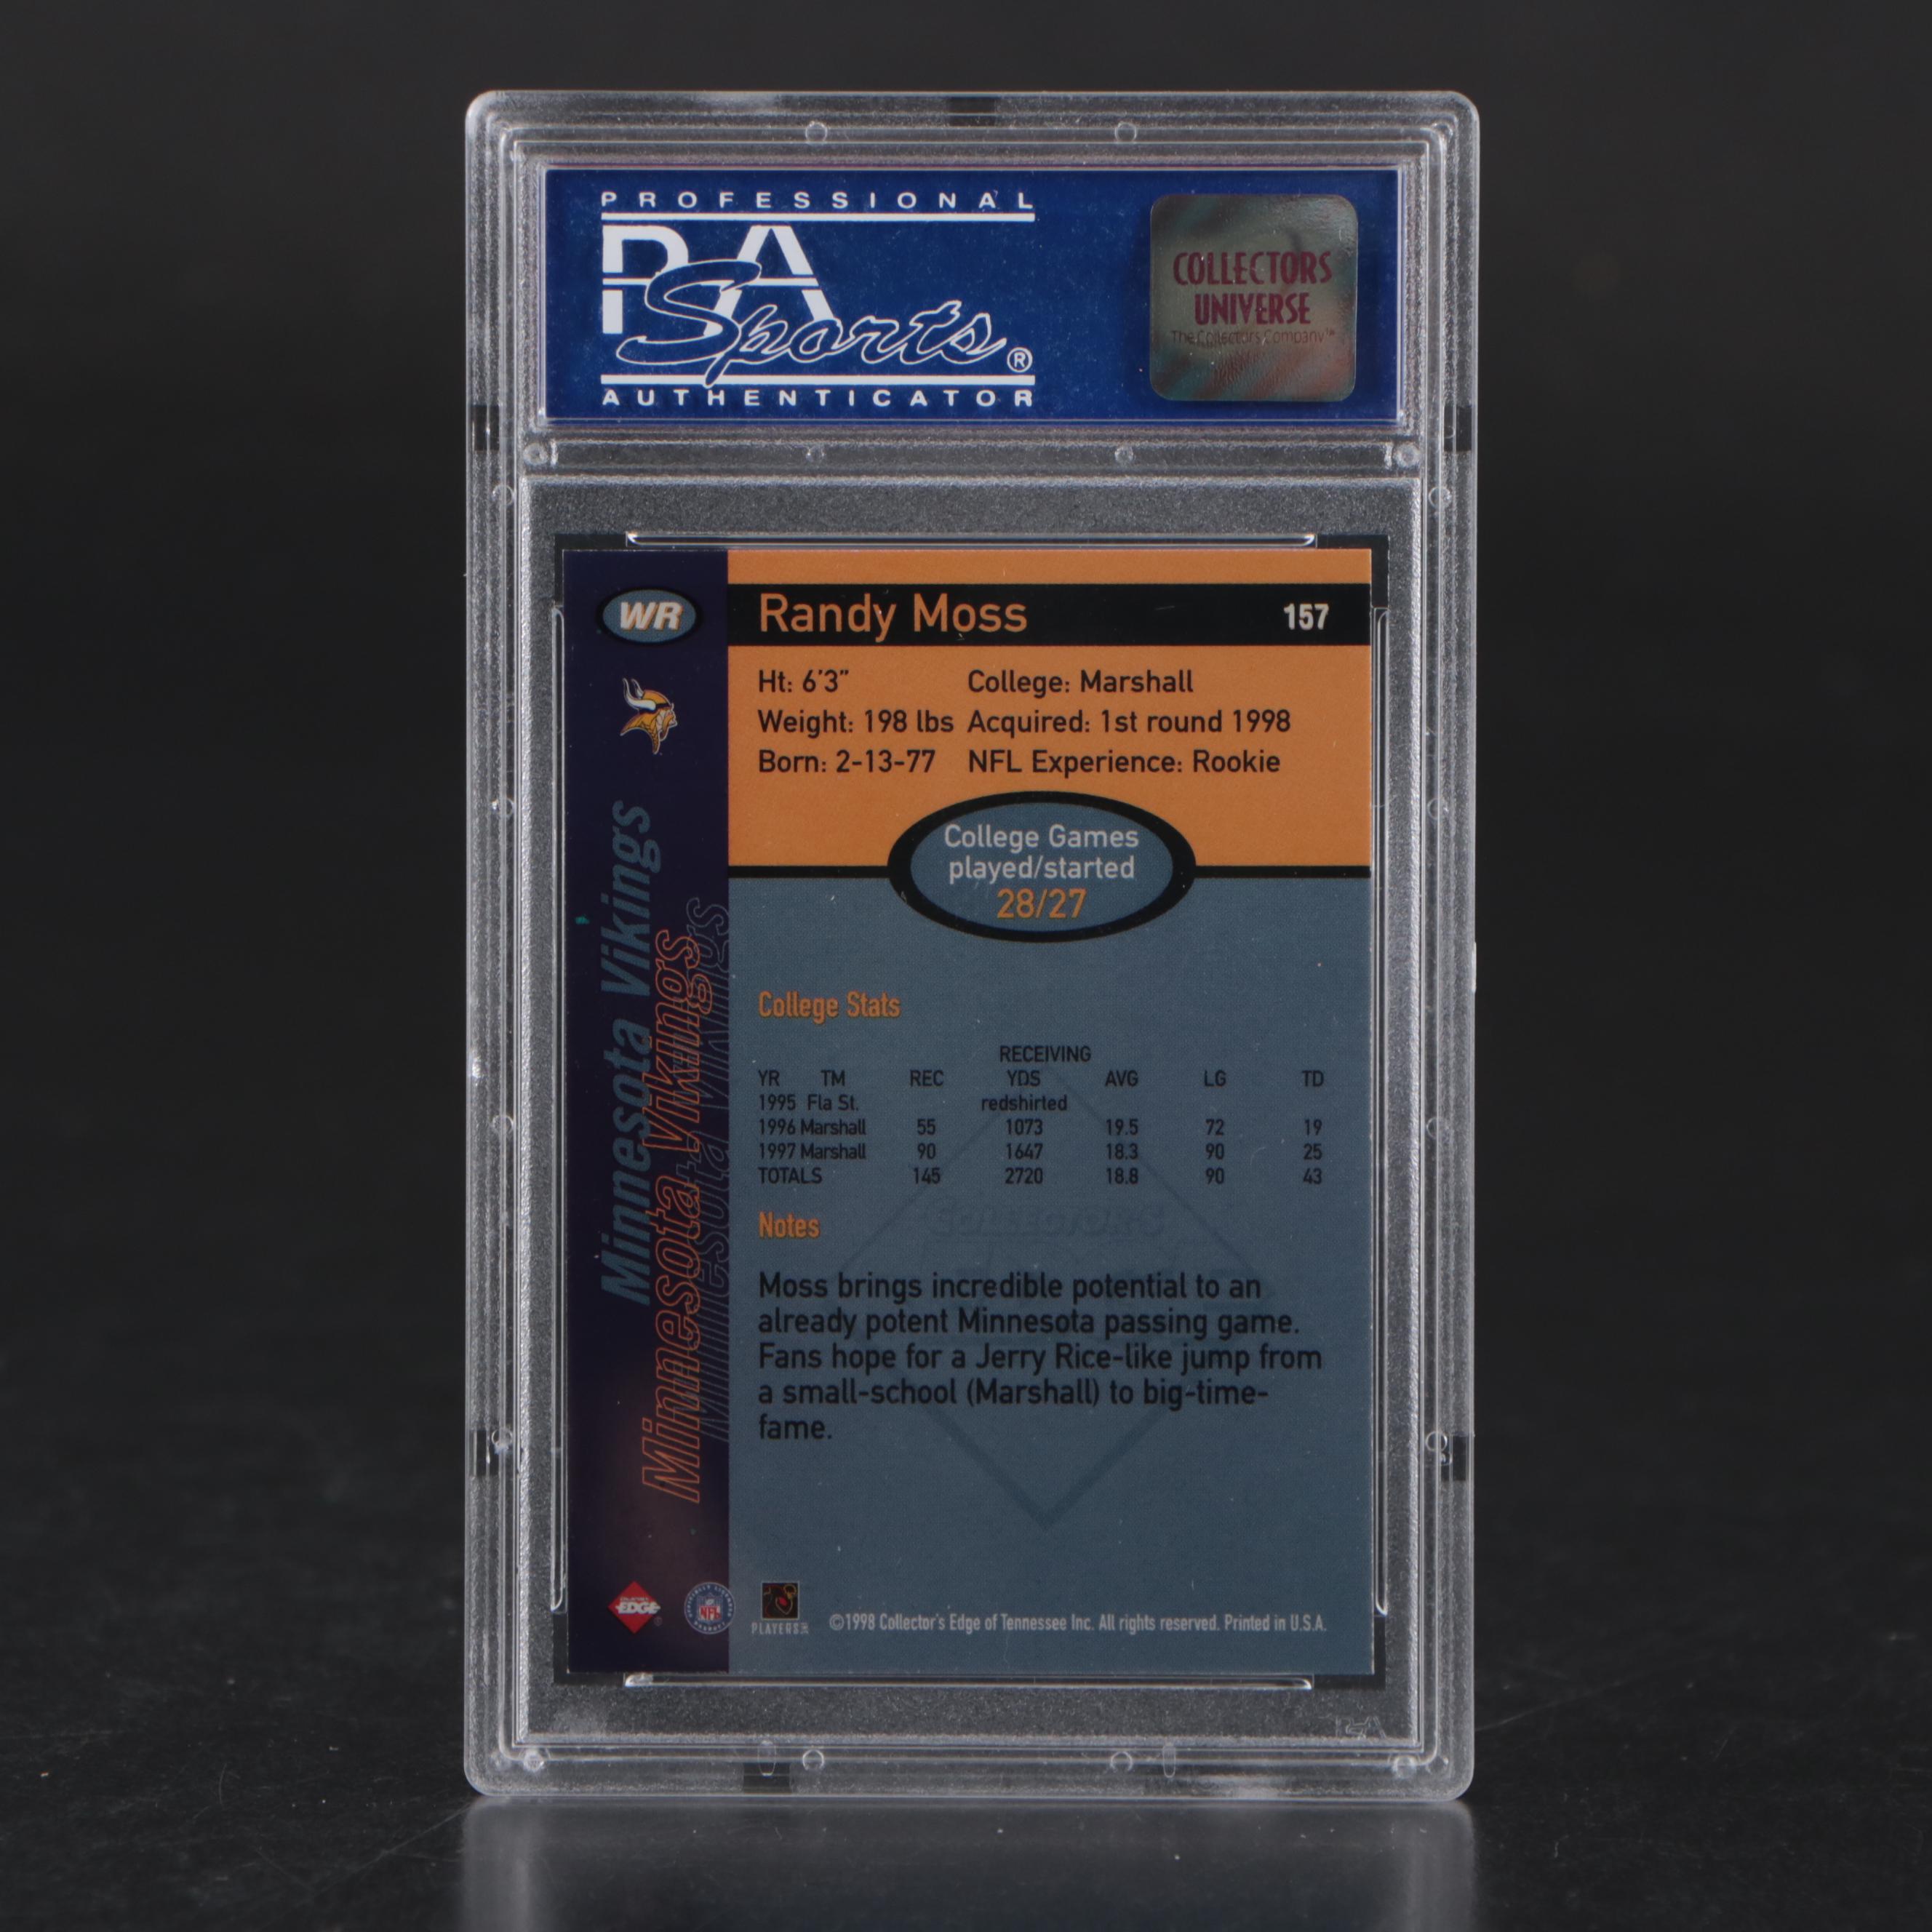 PROFESSIONAL
PSA
Sports®
AUTHENTICATOR
COLLECTORS
UNIVERSE
The Collectors Company™
WR
Randy Moss 157
Ht: 6'3" College: Marshall
Weight: 198 lbs Acquired: 1st round 1998
Born: 2-13-77 NFL Experience: Rookie
College Games
played/started
28/27
Minnesota Vikings
Minnesota Vikings
Minnesota Vikings
College Stats
RECEIVING
YR TM REC YDS AVG LG TD
1995 Fla St. redshirted
1996 Marshall 55 1073 19.5 72 19
1997 Marshall 90 1647 18.3 90 25
TOTALS 145 2720 18.8 90 43
Notes
Moss brings incredible potential to an
already potent Minnesota passing game.
Fans hope for a Jerry Rice-like jump from
a small-school (Marshall) to big-time-
fame.
EDGE
NFL
PLAYERS
©1998 Collector's Edge of Tennessee Inc. All rights reserved. Printed in U.S.A.